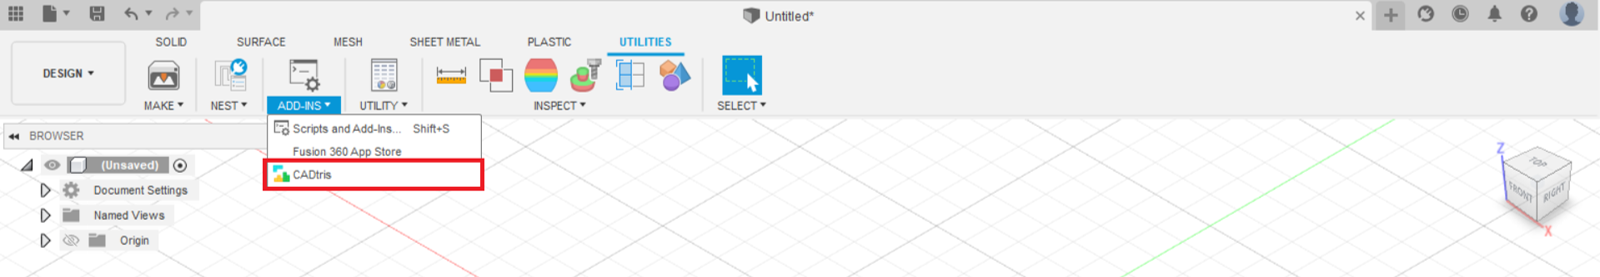 Untitled*
SOLID SURFACE MESH SHEET METAL PLASTIC UTILITIES
DESIGN
MAKE NEST ADD-INS UTILITY INSPECT SELECT
Scripts and Add-Ins... Shift+S
Fusion 360 App Store
CADtris
BROWSER
(Unsaved)
Document Settings
Named Views
Origin
Z
TOP
FRONT
RIGHT
X